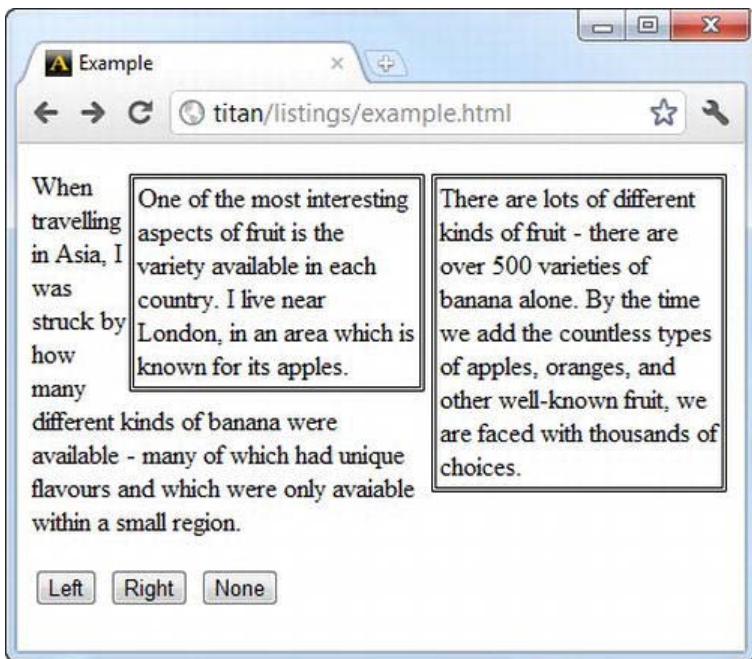 Example
titan/listings/example.html
When
travelling
in Asia, I
was
struck by
how
many
different kinds of banana were
available - many of which had unique
flavours and which were only avaiable
within a small region.
One of the most interesting
aspects of fruit is the
variety available in each
country. I live near
London, in an area which is
known for its apples.
There are lots of different
kinds of fruit - there are
over 500 varieties of
banana alone. By the time
we add the countless types
of apples, oranges, and
other well-known fruit, we
are faced with thousands of
choices.
Left Right None